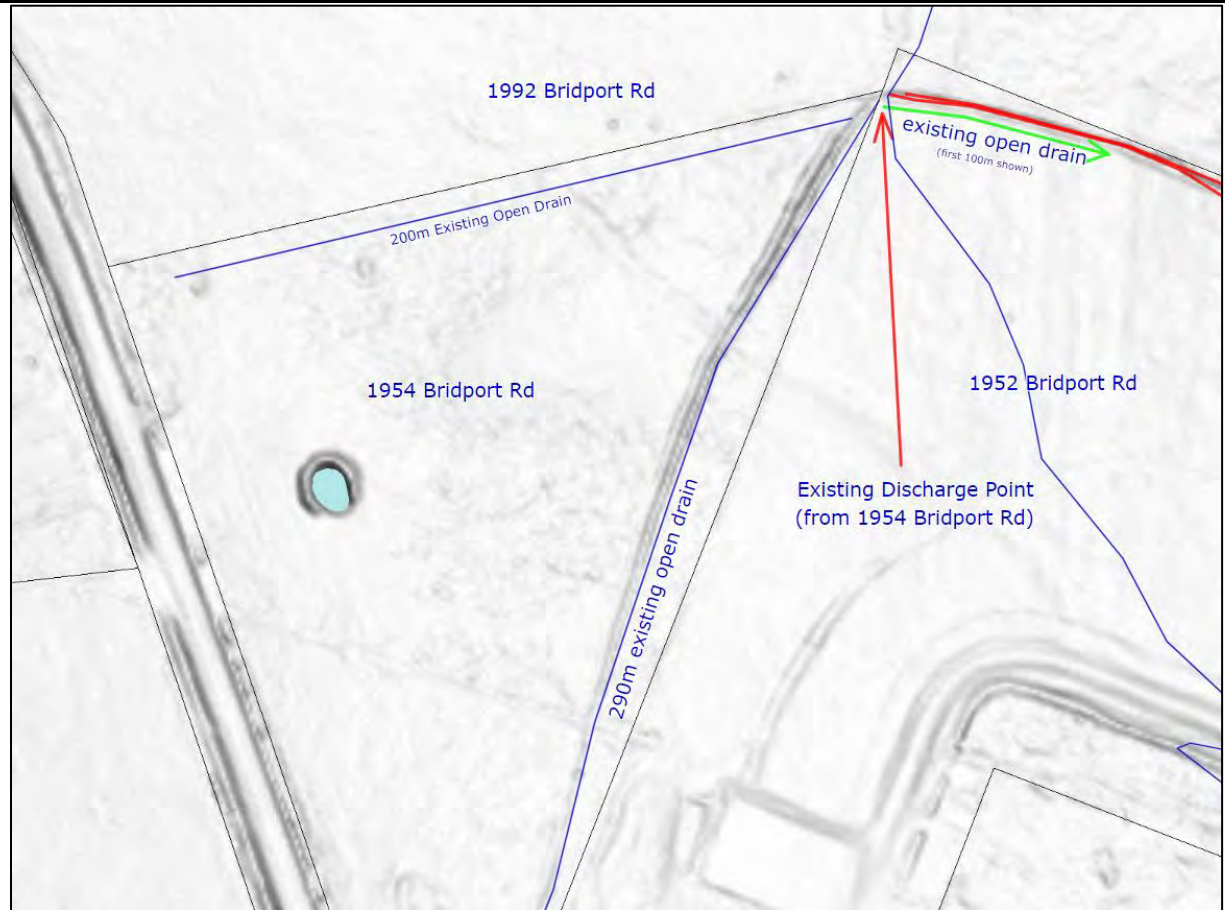 1992 Bridport Rd
existing open drain
(first 100m shown)
200m Existing Open Drain
1954 Bridport Rd
1952 Bridport Rd
Existing Discharge Point
(from 1954 Bridport Rd)
290m existing open drain